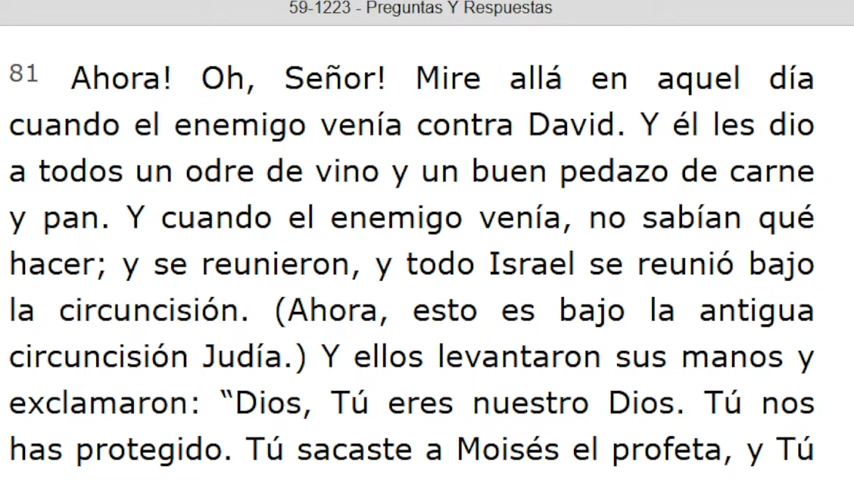 59-1223 - Preguntas Y Respuestas
81 Ahora! Oh, Señor! Mire allá en aquel día
cuando el enemigo venía contra David. Y él les dio
a todos un odre de vino y un buen pedazo de carne
y pan. Y cuando el enemigo venía, no sabían qué
hacer; y se reunieron, y todo Israel se reunió bajo
la circuncisión. (Ahora, esto es bajo la antigua
circuncisión Judía.) Y ellos levantaron sus manos y
exclamaron: “Dios, Tú eres nuestro Dios. Tú nos
has protegido. Tú sacaste a Moisés el profeta, y Tú